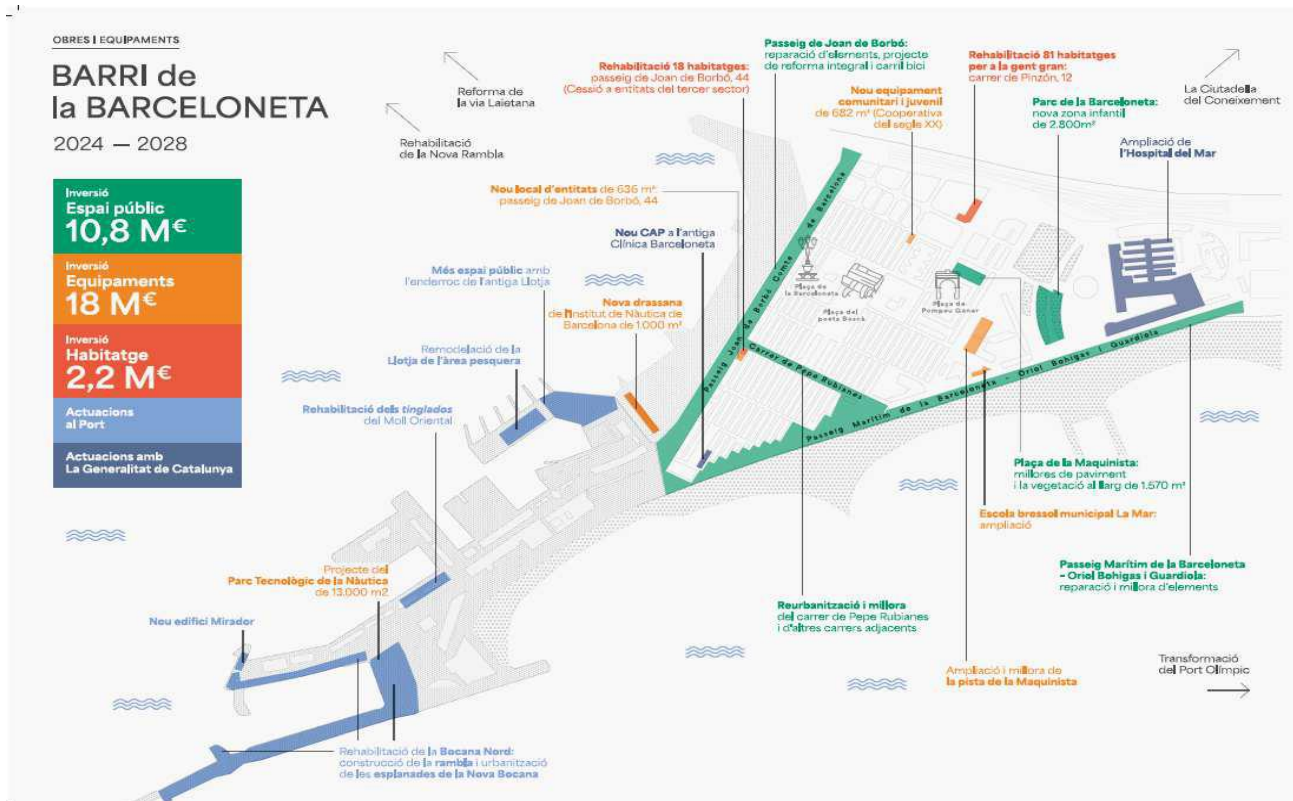 OBRES I EQUIPAMENTS
BARRI de
la BARCELONETA
2024 — 2028
Inversió
Espai públic
10,8 M€
Inversió
Equipaments
18 M€
Inversió
Habitatge
2,2 M€
Actuacions
al Port
Actuacions amb
La Generalitat de Catalunya
Reforma de
la via Laietana
Rehabilitació
de la Nova Rambla
Rehabilitació 18 habitatges:
passeig de Joan de Borbó, 44
(Cessió a entitats del tercer sector)
Passeig de Joan de Borbó:
reparació d'elements, projecte
de reforma integral i carril bici
Nou equipament
comunitari i juvenil
de 682 m² (Cooperativa
del segle XX)
Rehabilitació 81 habitatges
per a la gent gran:
carrer de Pinzón, 12
Parc de la Barceloneta:
nova zona infantil
de 2.800m²
La Ciutadella
del Coneixement
Ampliació de
l'Hospital del Mar
Nou local d'entitats de 636 m²
passeig de Joan de Borbó, 44
Nou CAP a l'antiga
Clínica Barceloneta
Més espai públic amb
l'enderroc de l'antiga Llotja
Nova drassana
de l'Institut de Nàutica de
Barcelona de 1.000 m²
Remodelació de la
Llotja de l'àrea pesquera
Rehabilitació dels tinglados
del Moll Oriental
Passeig Joan de Borbó Comte de Barcelona
Plaça de
la Barceloneta
Plaça del
poeta Boscà
Plaça de
Pompeu Gener
Carrer de Pepe Rubianes
Passeig Marítim de la Barceloneta - Oriol Bohigas i Guardiola
Plaça de la Maquinista:
millores de paviment
i la vegetació al llarg de 1.570 m²
Escola bressol municipal La Mar:
ampliació
Passeig Marítim de la Barceloneta
- Oriol Bohigas i Guardiola:
reparació i millora d'elements
Projecte del
Parc Tecnològic de la Nàutica
de 13.000 m2
Reurbanització i millora
del carrer de Pepe Rubianes
i d'altres carrers adjacents
Nou edifici Mirador
Ampliació i millora de
la pista de la Maquinista
Transformació
del Port Olímpic
Rehabilitació de la Bocana Nord:
construcció de la rambla i urbanització
de les esplanades de la Nova Bocana